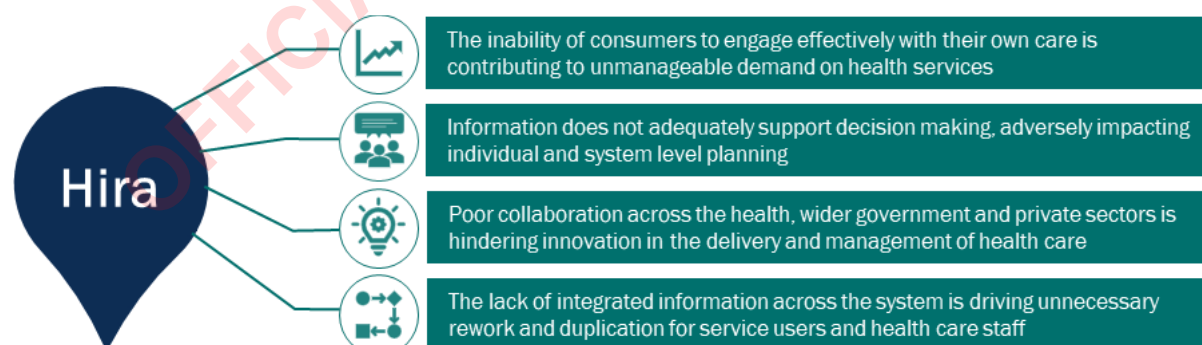 Hira
The inability of consumers to engage effectively with their own care is
contributing to unmanageable demand on health services
Information does not adequately support decision making, adversely impacting
individual and system level planning
Poor collaboration across the health, wider government and private sectors is
hindering innovation in the delivery and management of health care
The lack of integrated information across the system is driving unnecessary
rework and duplication for service users and health care staff
OFFICIA